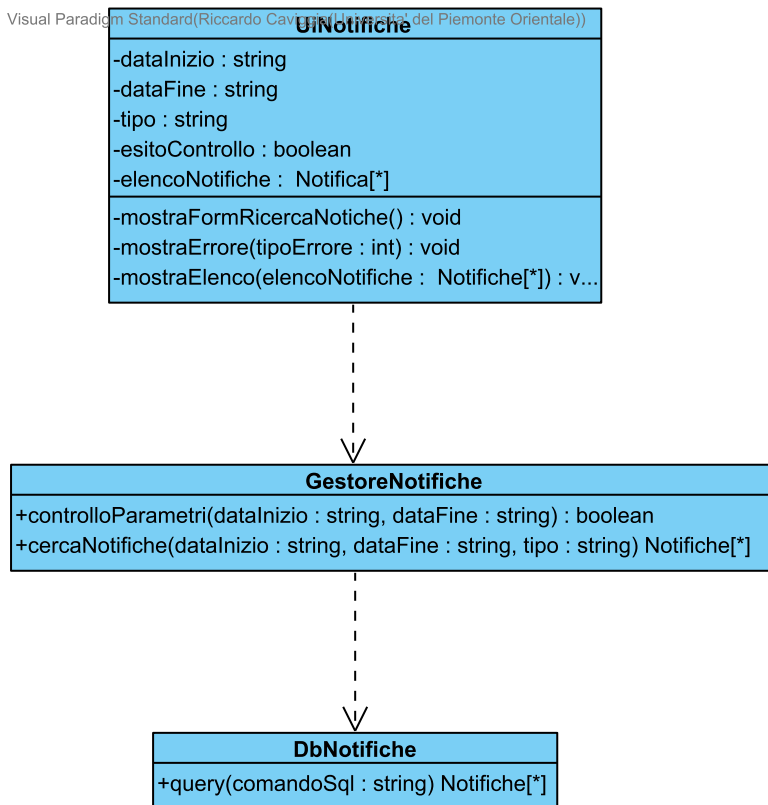 Visual Paradigm Standard(Riccardo Caviggia(Universita' del Piemonte Orientale))
UiNotifiche
-dataInizio : string
-dataFine : string
-tipo : string
-esitoControllo : boolean
-elencoNotifiche : Notifica[*]
-mostraFormRicercaNotiche() : void
-mostraErrore(tipoErrore : int) : void
-mostraElenco(elencoNotifiche : Notifiche[*]) : v...
GestoreNotifiche
+controlloParametri(dataInizio : string, dataFine : string) : boolean
+cercaNotifiche(dataInizio : string, dataFine : string, tipo : string) Notifiche[*]
DbNotifiche
+query(comandoSql : string) Notifiche[*]